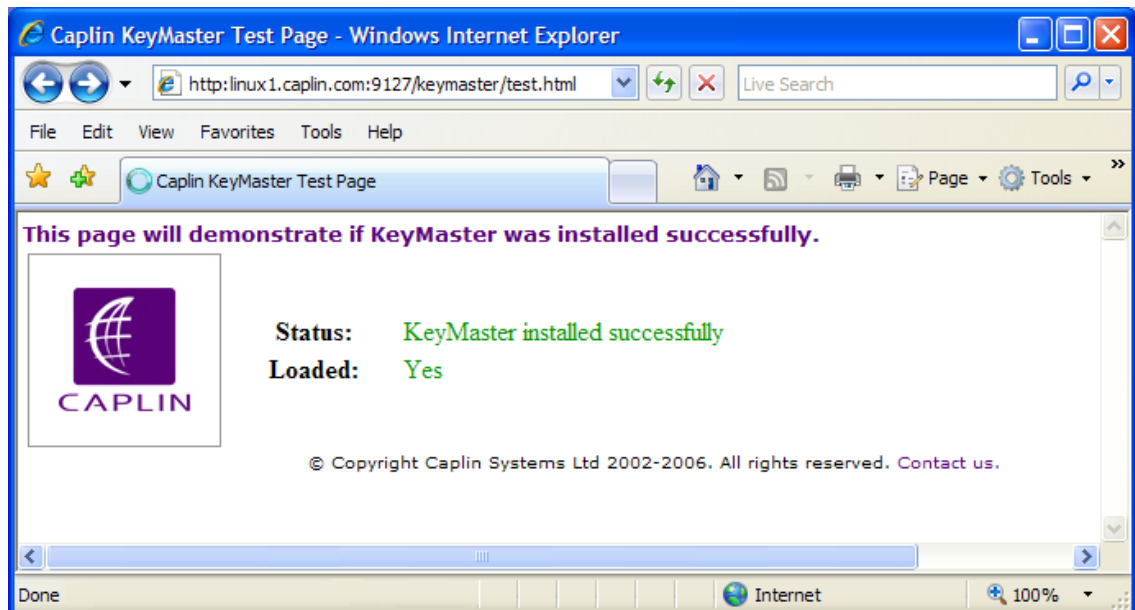 Caplin KeyMaster Test Page - Windows Internet Explorer
http:linux1.caplin.com:9127/keymaster/test.html
Live Search
File Edit View Favorites Tools Help
Caplin KeyMaster Test Page
Page Tools »
This page will demonstrate if KeyMaster was installed successfully.
CAPLIN
Status: KeyMaster installed successfully
Loaded: Yes
© Copyright Caplin Systems Ltd 2002-2006. All rights reserved. Contact us.
Done Internet 100%